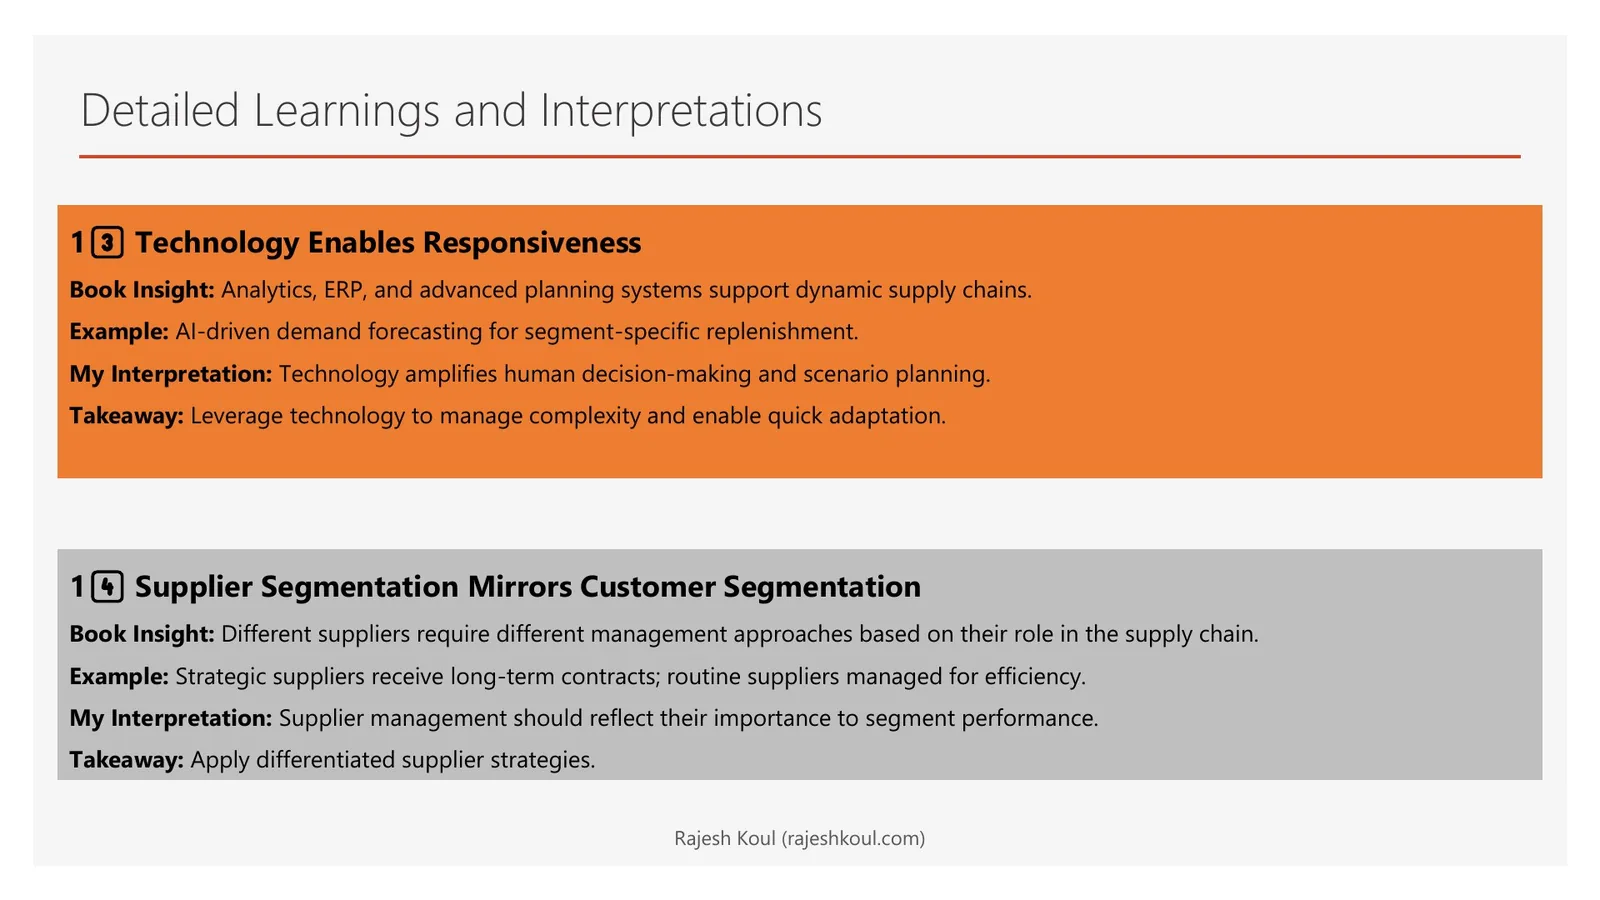 Detailed Learnings and Interpretations
13️⃣ Technology Enables Responsiveness
Book Insight: Analytics, ERP, and advanced planning systems support dynamic supply chains.
Example: AI-driven demand forecasting for segment-specific replenishment.
My Interpretation: Technology amplifies human decision-making and scenario planning.
Takeaway: Leverage technology to manage complexity and enable quick adaptation.
14️⃣ Supplier Segmentation Mirrors Customer Segmentation
Book Insight: Different suppliers require different management approaches based on their role in the supply chain.
Example: Strategic suppliers receive long-term contracts; routine suppliers managed for efficiency.
My Interpretation: Supplier management should reflect their importance to segment performance.
Takeaway: Apply differentiated supplier strategies.
Rajesh Koul (rajeshkoul.com)